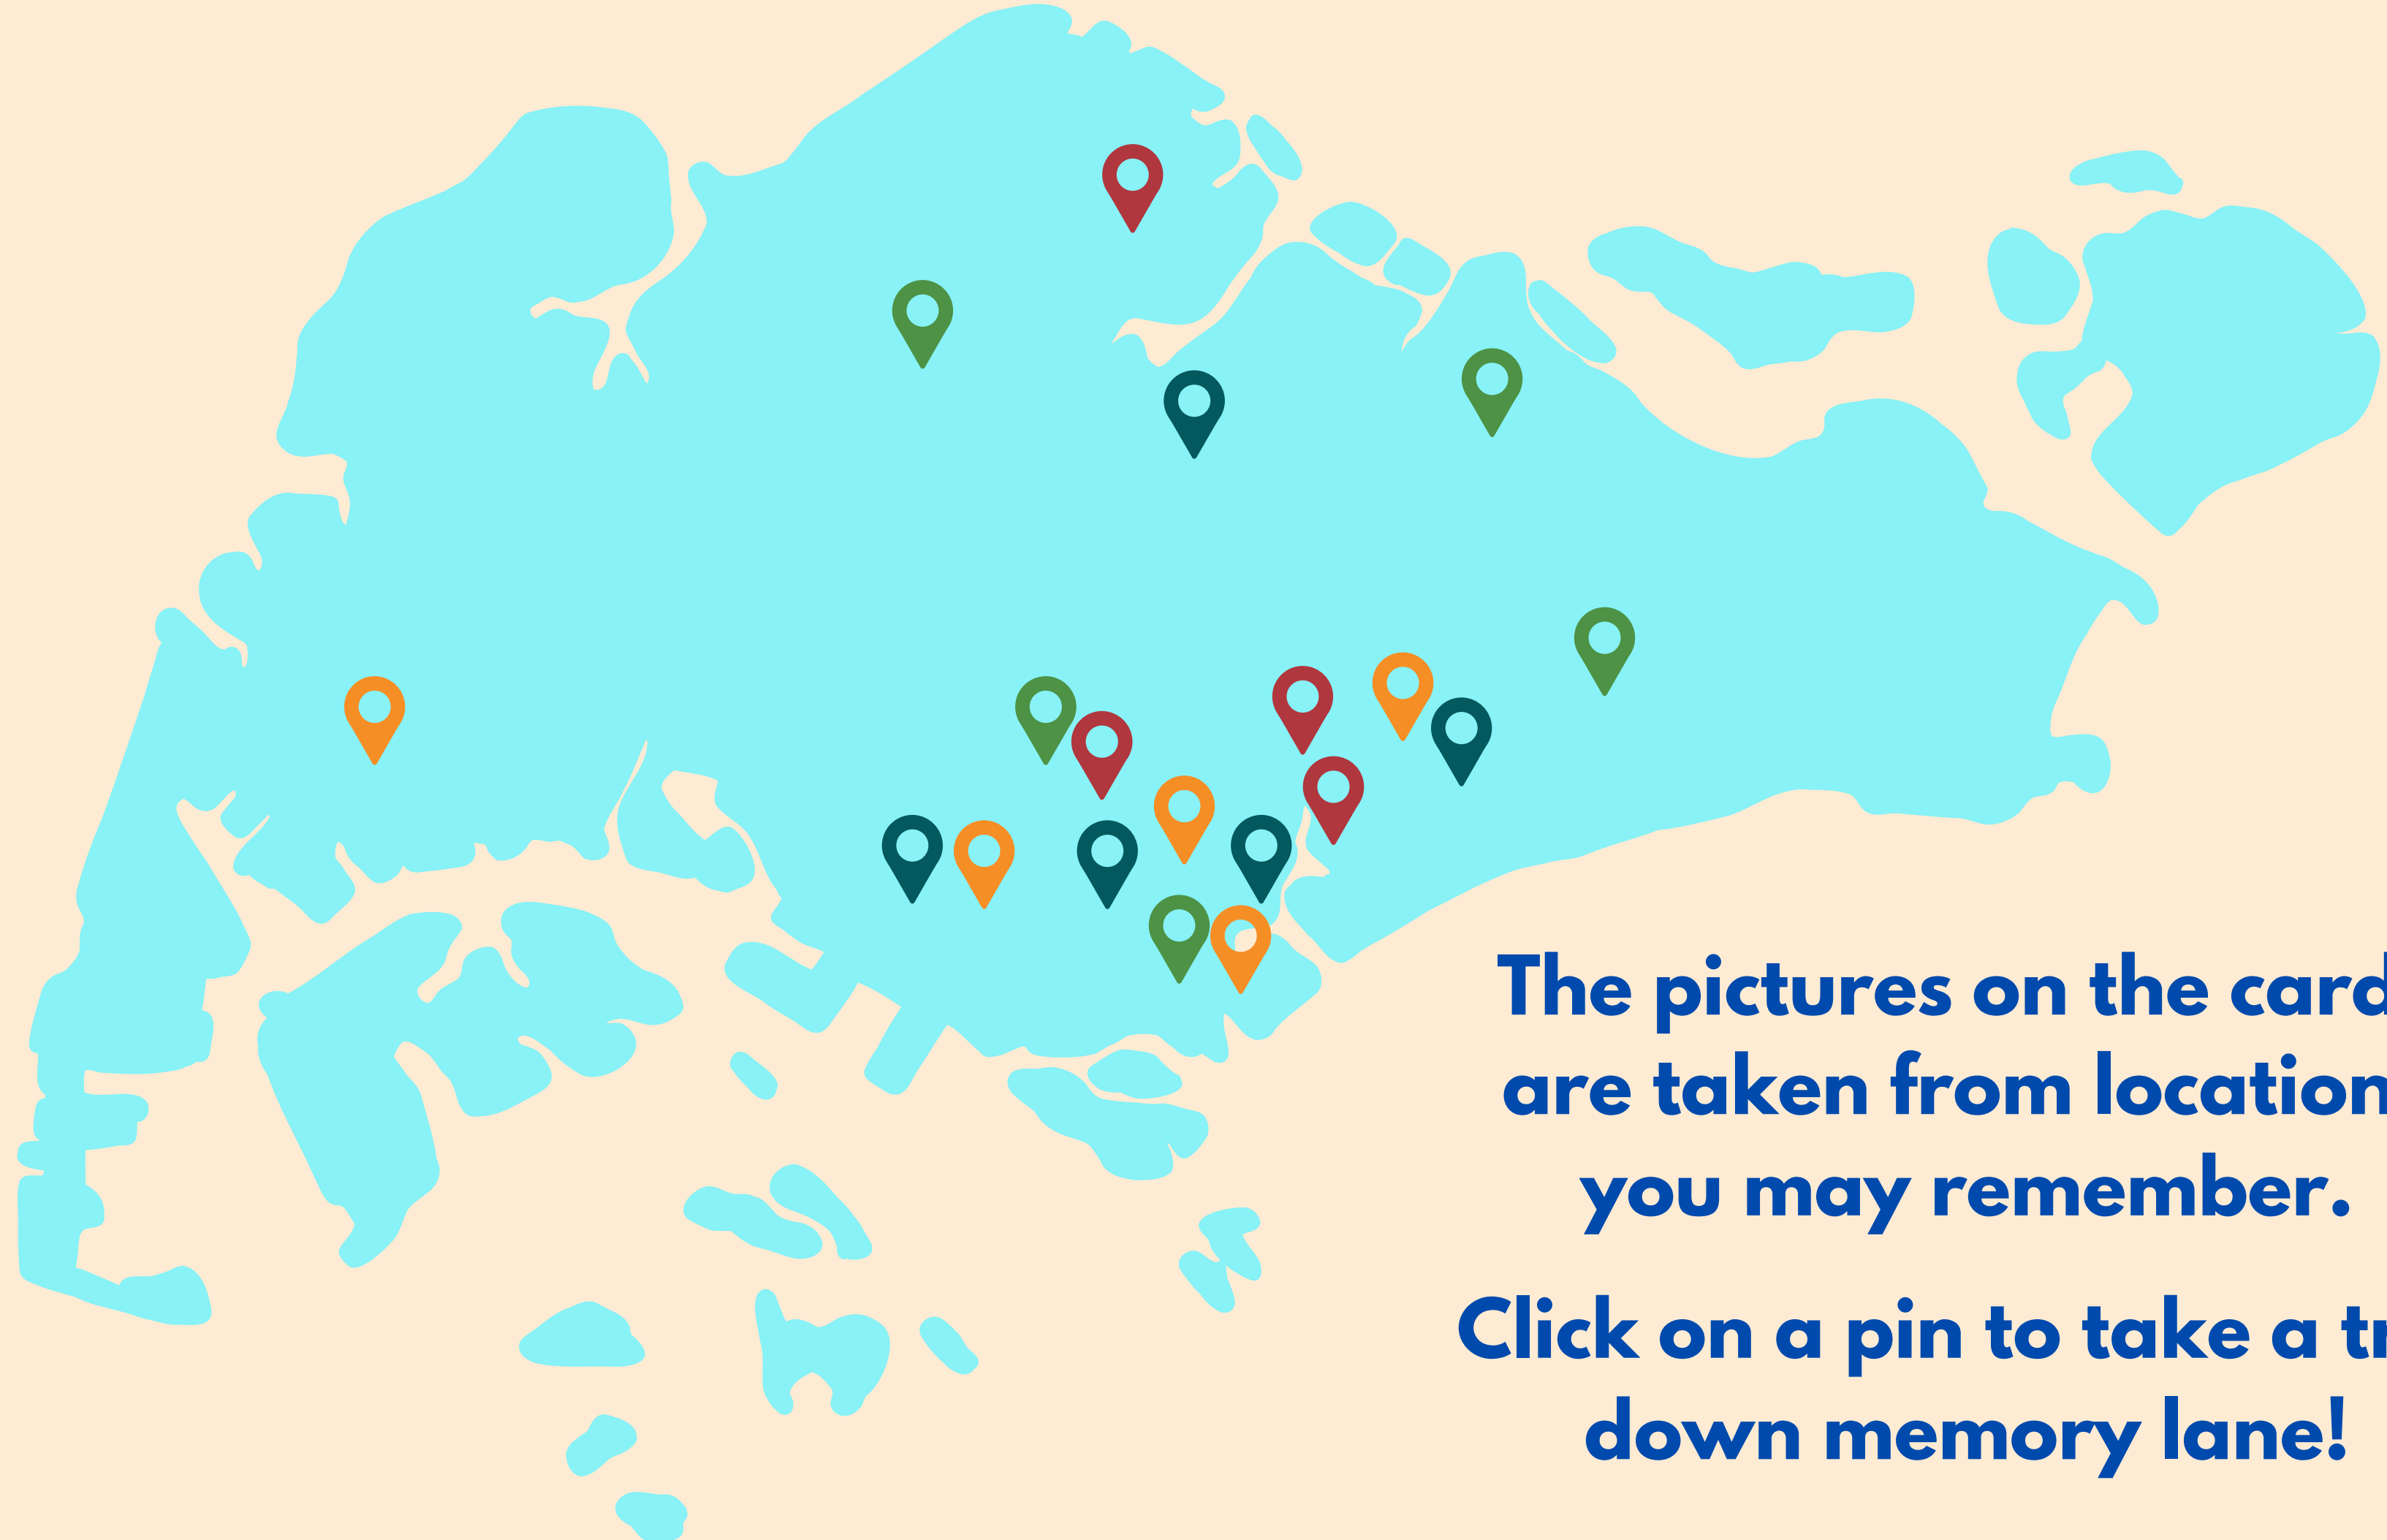 The pictures on the card
are taken from location
you may remember.
Click on a pin to take a tr
down memory lane!